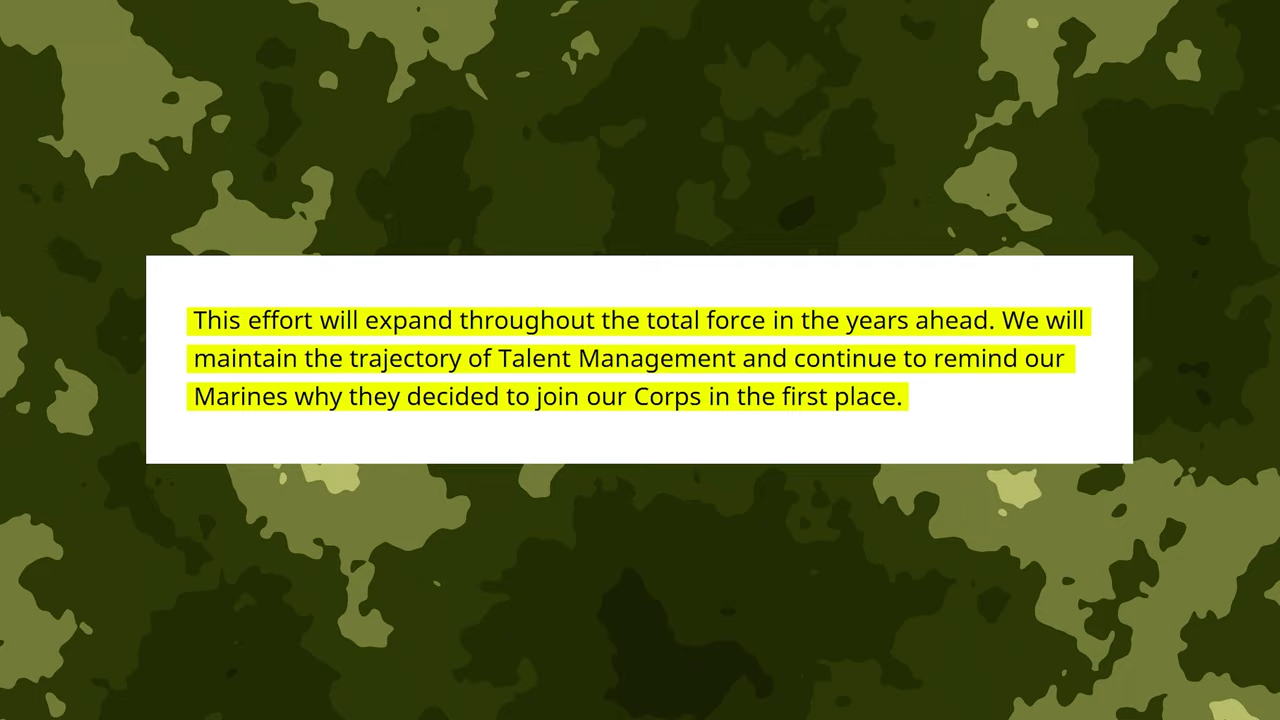 This effort will expand throughout the total force in the years ahead. We will
maintain the trajectory of Talent Management and continue to remind our
Marines why they decided to join our Corps in the first place.